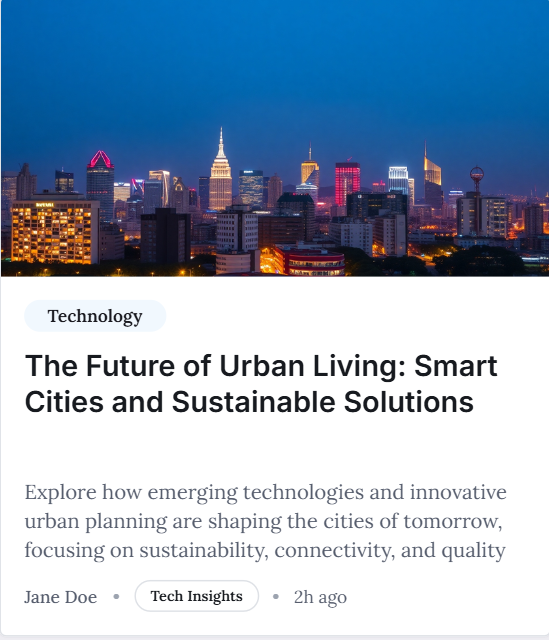 Technology
The Future of Urban Living: Smart
Cities and Sustainable Solutions
Explore how emerging technologies and innovative
urban planning are shaping the cities of tomorrow,
focusing on sustainability, connectivity, and quality
Jane Doe • Tech Insights • 2h ago